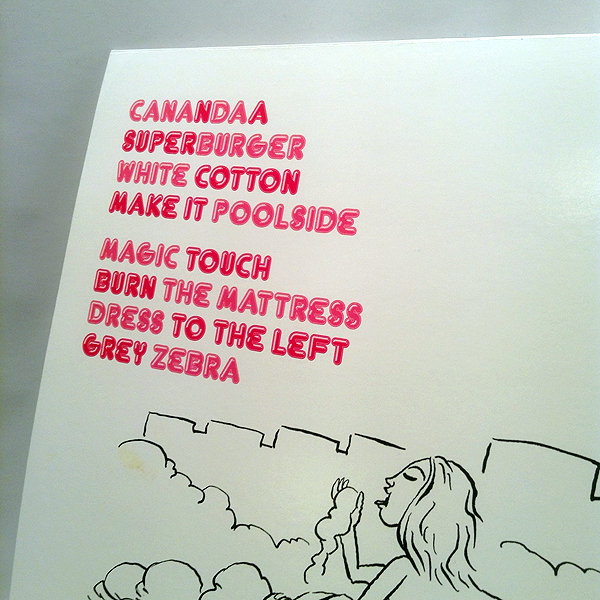 CANANDAA
SUPERBURGER
WHITE COTTON
MAKE IT POOLSIDE
MAGIC TOUCH
BURN THE MATTRESS
DRESS TO THE LEFT
GREY ZEBRA